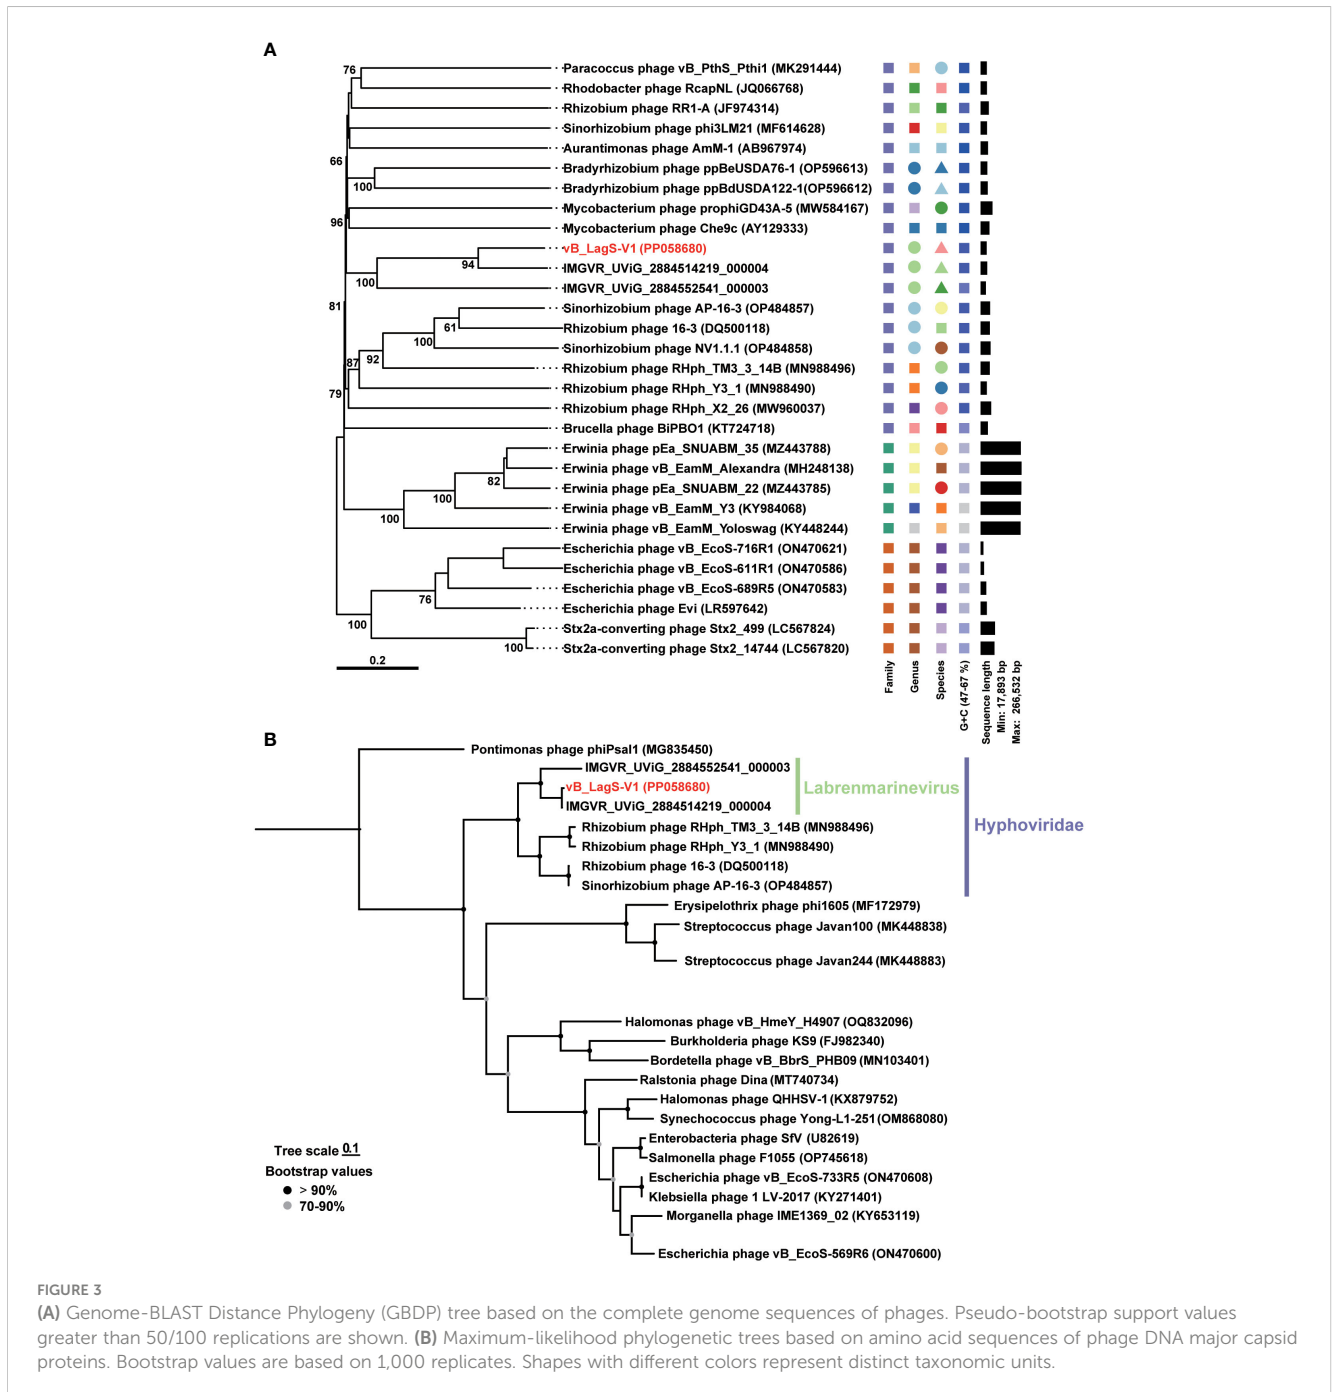 A
76
Paracoccus phage vB_PthS_Pthi1 (MK291444)
Rhodobacter phage RcapNL (JQ066768)
Rhizobium phage RR1-A (JF974314)
Sinorhizobium phage phi3LM21 (MF614628)
Aurantimonas phage AmM-1 (AB967974)
66
Bradyrhizobium phage ppBeUSDA76-1 (OP596613)
100
Bradyrhizobium phage ppBdUSDA122-1(OP596612)
Mycobacterium phage prophiGD43A-5 (MW584167)
96
Mycobacterium phage Che9c (AY129333)
vB_LagS-V1 (PP058680)
94
IMGVR_UViG_2884514219_000004
100
IMGVR_UViG_2884552541_000003
81
Sinorhizobium phage AP-16-3 (OP484857)
61
Rhizobium phage 16-3 (DQ500118)
100
Sinorhizobium phage NV1.1.1 (OP484858)
87
92
Rhizobium phage RHph_TM3_3_14B (MN988496)
79
Rhizobium phage RHph_Y3_1 (MN988490)
Rhizobium phage RHph_X2_26 (MW960037)
Brucella phage BiPBO1 (KT724718)
Erwinia phage pEa_SNUABM_35 (MZ443788)
Erwinia phage vB_EamM_Alexandra (MH248138)
82
Erwinia phage pEa_SNUABM_22 (MZ443785)
100
Erwinia phage vB_EamM_Y3 (KY984068)
100
Erwinia phage vB_EamM_Yoloswag (KY448244)
Escherichia phage vB_EcoS-716R1 (ON470621)
Escherichia phage vB_EcoS-611R1 (ON470586)
Escherichia phage vB_EcoS-689R5 (ON470583)
76
Escherichia phage Evi (LR597642)
100
Stx2a-converting phage Stx2_499 (LC567824)
100
Stx2a-converting phage Stx2_14744 (LC567820)
0.2
Family
Genus
Species
G+C (47-67 %)
Sequence length
Min: 17,893 bp
Max: 266,532 bp
B
Pontimonas phage phiPsal1 (MG835450)
IMGVR_UViG_2884552541_000003
vB_LagS-V1 (PP058680)
IMGVR_UViG_2884514219_000004
Labrenmarinevirus
Rhizobium phage RHph_TM3_3_14B (MN988496)
Hyphoviridae
Rhizobium phage RHph_Y3_1 (MN988490)
Rhizobium phage 16-3 (DQ500118)
Sinorhizobium phage AP-16-3 (OP484857)
Erysipelothrix phage phi1605 (MF172979)
Streptococcus phage Javan100 (MK448838)
Streptococcus phage Javan244 (MK448883)
Halomonas phage vB_HmeY_H4907 (OQ832096)
Burkholderia phage KS9 (FJ982340)
Bordetella phage vB_BbrS_PHB09 (MN103401)
Ralstonia phage Dina (MT740734)
Halomonas phage QHHSV-1 (KX879752)
Synechococcus phage Yong-L1-251 (OM868080)
Enterobacteria phage SfV (U82619)
Salmonella phage F1055 (OP745618)
Escherichia phage vB_EcoS-733R5 (ON470608)
Klebsiella phage 1 LV-2017 (KY271401)
Morganella phage IME1369_02 (KY653119)
Escherichia phage vB_EcoS-569R6 (ON470600)
Tree scale 0.1
Bootstrap values
> 90%
70-90%
FIGURE 3
(A) Genome-BLAST Distance Phylogeny (GBDP) tree based on the complete genome sequences of phages. Pseudo-bootstrap support values
greater than 50/100 replications are shown. (B) Maximum-likelihood phylogenetic trees based on amino acid sequences of phage DNA major capsid
proteins. Bootstrap values are based on 1,000 replicates. Shapes with different colors represent distinct taxonomic units.